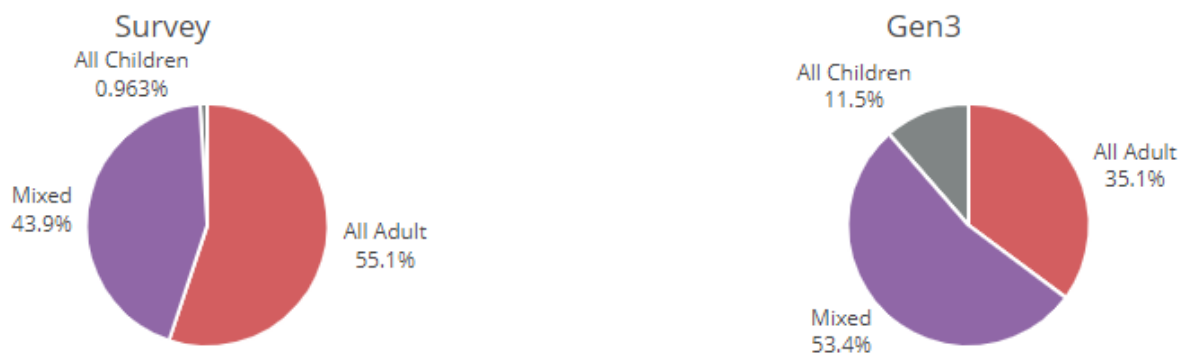 Survey
All Children
0.963%
Mixed
43.9%
All Adult
55.1%
Gen3
All Children
11.5%
All Adult
35.1%
Mixed
53.4%